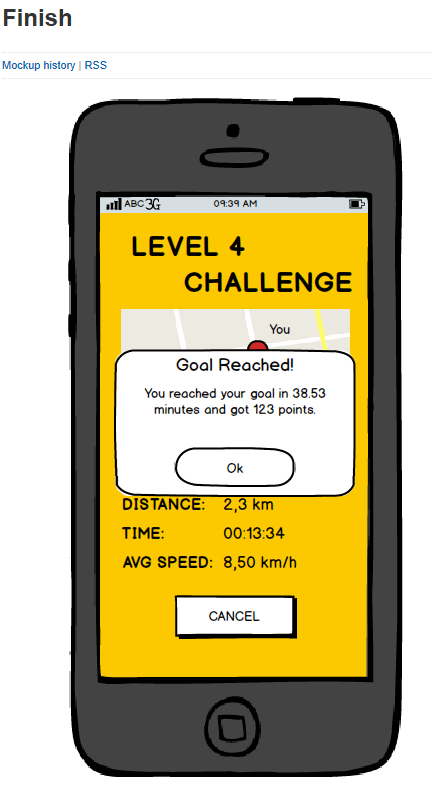 Finish
Mockup history | RSS
ABC 3G 09:39 AM
LEVEL 4
CHALLENGE
You
Goal Reached!
You reached your goal in 38.53
minutes and got 123 points.
Ok
DISTANCE: 2,3 km
TIME: 00:13:34
AVG SPEED: 8,50 km/h
CANCEL